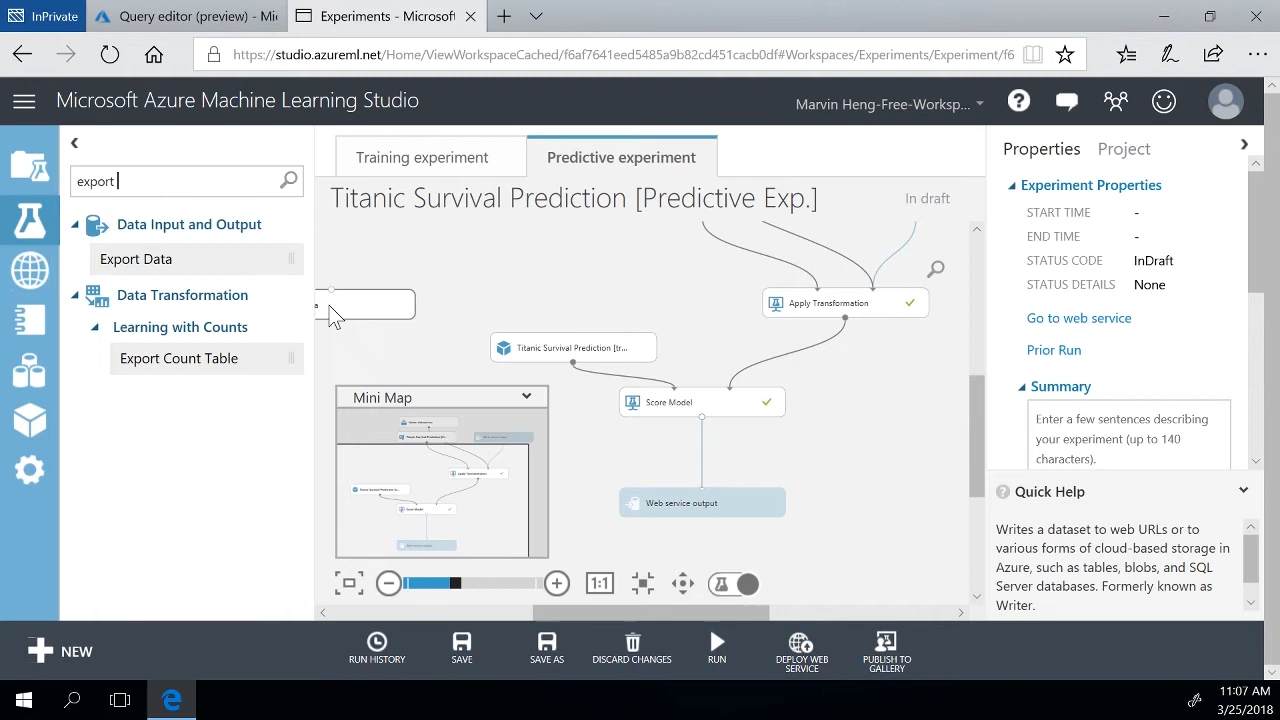 InPrivate
Query editor (preview) - Mi
Experiments - Microsof
https://studio.azureml.net/Home/ViewWorkspaceCached/f6af7641eed5485a9b82cd451cacb0df#Workspaces/Experiments/Experiment/f6
Microsoft Azure Machine Learning Studio
Marvin Heng-Free-Worksp...
export
Data Input and Output
Export Data
Data Transformation
Learning with Counts
Export Count Table
Training experiment
Predictive experiment
Titanic Survival Prediction [Predictive Exp.]
In draft
Apply Transformation
Titanic Survival Prediction [tr...
Score Model
Web service output
Mini Map
Apply Transformation
Score Model
1:1
Properties
Project
Experiment Properties
START TIME -
END TIME -
STATUS CODE InDraft
STATUS DETAILS None
Go to web service
Prior Run
Summary
Enter a few sentences describing
your experiment (up to 140
characters).
Quick Help
Writes a dataset to web URLs or to
various forms of cloud-based storage in
Azure, such as tables, blobs, and SQL
Server databases. Formerly known as
Writer.
NEW
RUN HISTORY
SAVE
SAVE AS
DISCARD CHANGES
RUN
DEPLOY WEB
SERVICE
PUBLISH TO
GALLERY
11:07 AM
3/25/2018